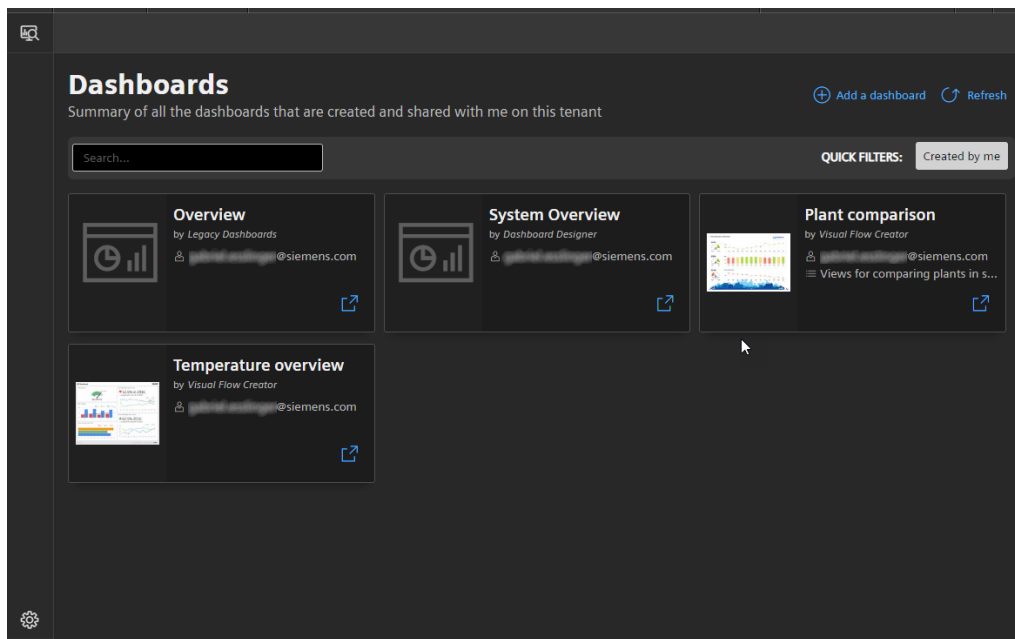 Dashboards
Summary of all the dashboards that are created and shared with me on this tenant
Add a dashboard
Refresh
Search...
QUICK FILTERS:
Created by me
Overview
by Legacy Dashboards
@siemens.com
System Overview
by Dashboard Designer
@siemens.com
Plant comparison
by Visual Flow Creator
@siemens.com
Views for comparing plants in s...
Temperature overview
by Visual Flow Creator
@siemens.com